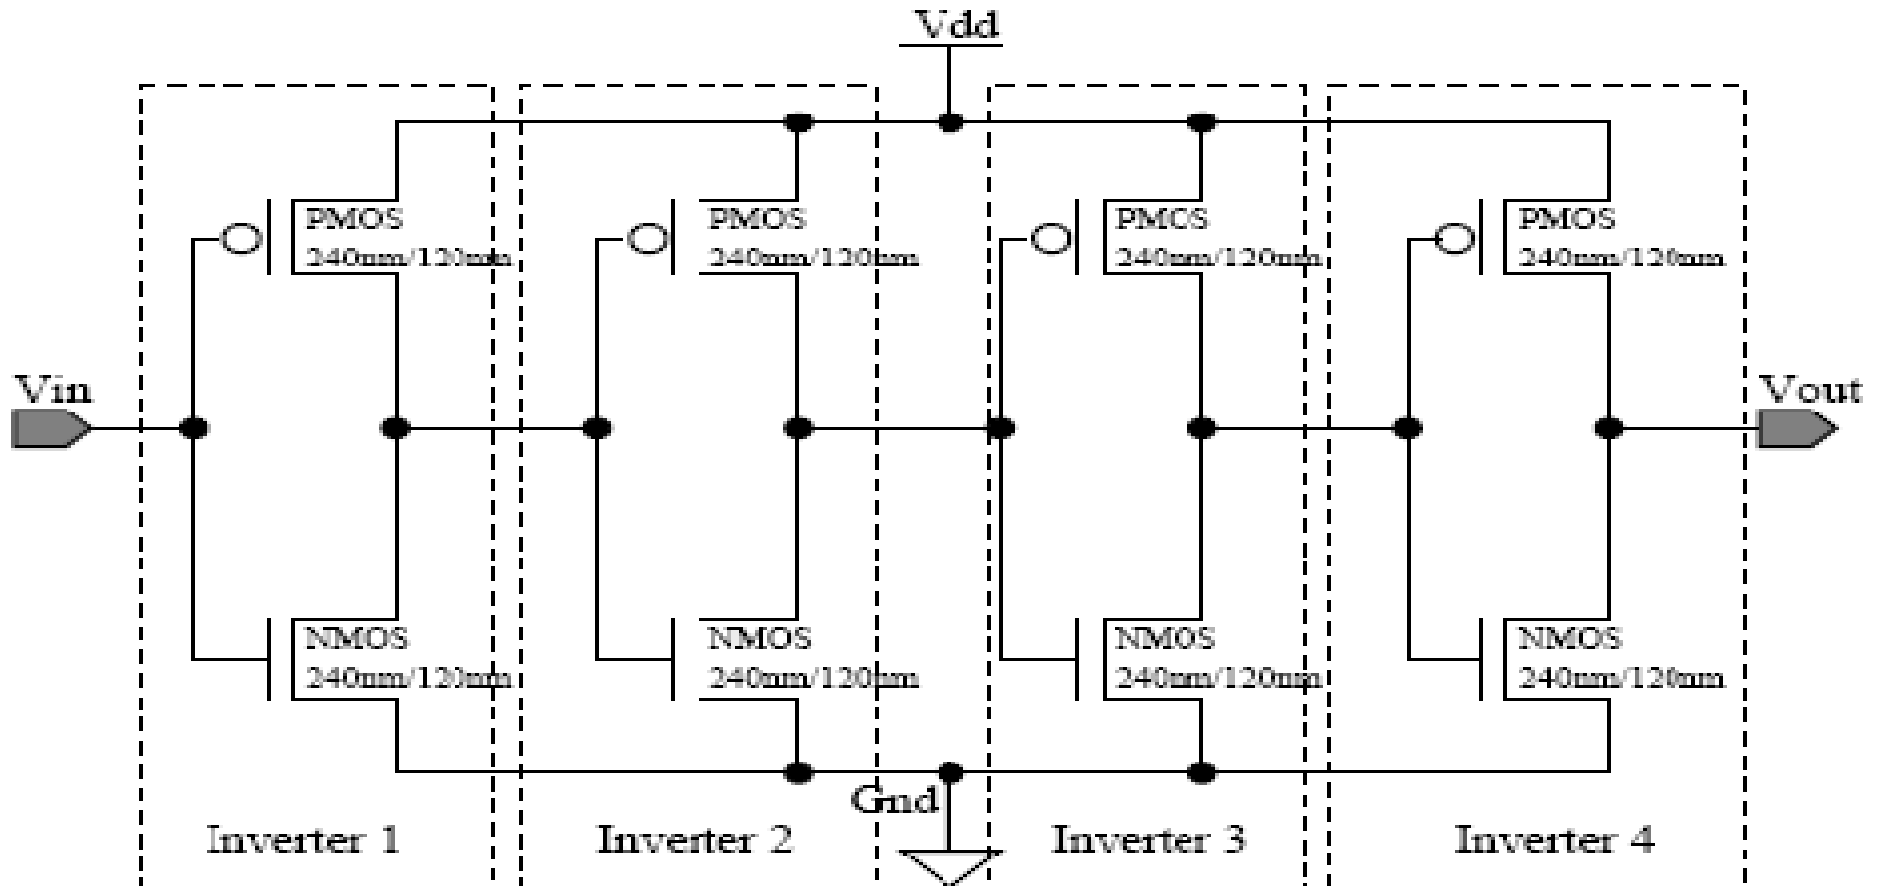 Vdd
PMOS
240nm/120nm
PMOS
240nm/120nm
PMOS
240nm/120nm
PMOS
240nm/120nm
Vin
Vout
NMOS
240nm/120nm
NMOS
240nm/120nm
NMOS
240nm/120nm
NMOS
240nm/120nm
Gnd
Inverter 1
Inverter 2
Inverter 3
Inverter 4